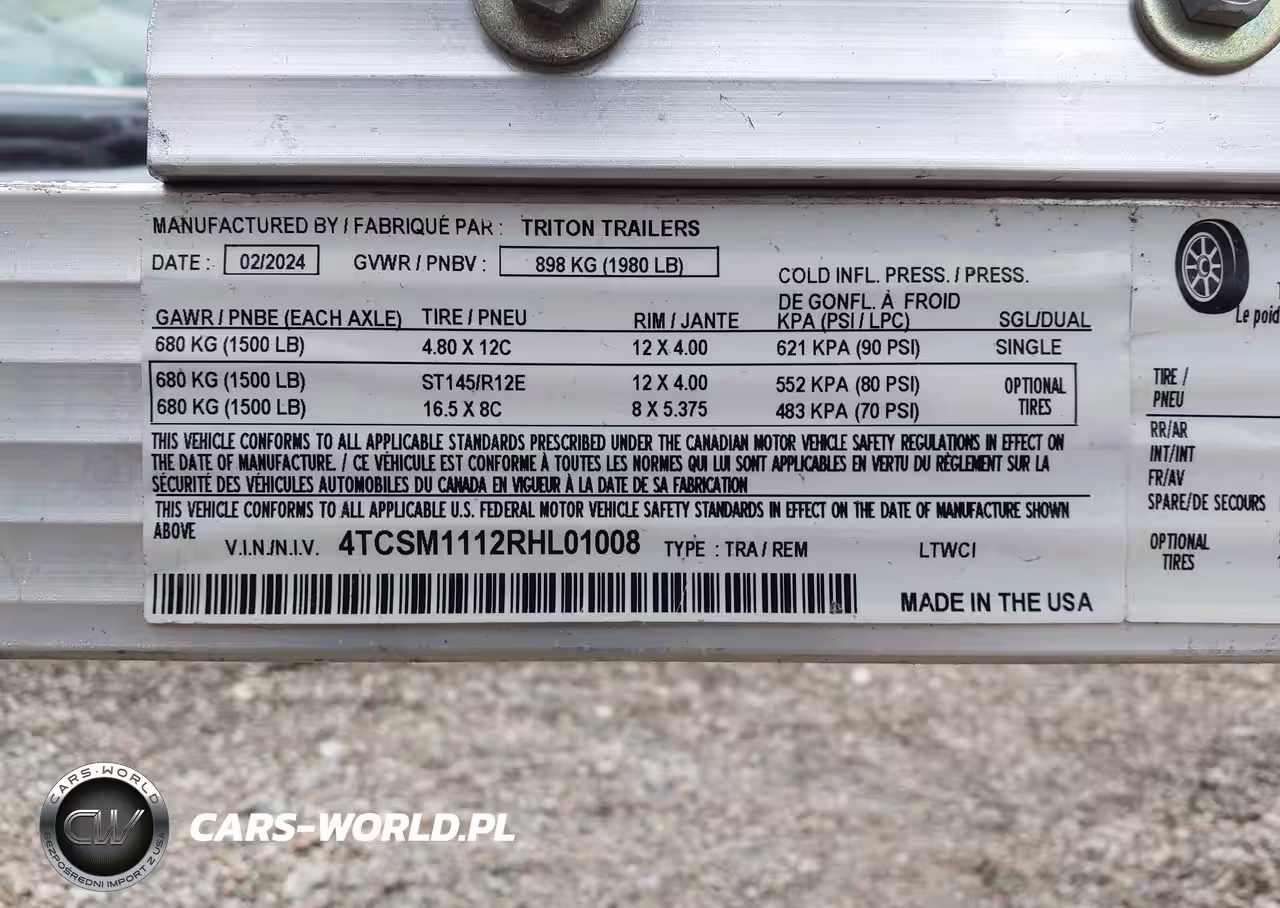 MANUFACTURED BY / FABRIQUÉ PAR : TRITON TRAILERS
DATE : 02/2024 GVWR / PNBV : 898 KG (1980 LB)
COLD INFL. PRESS. / PRESS.
DE GONFL. À FROID
GAWR / PNBE (EACH AXLE) TIRE / PNEU RIM / JANTE KPA (PSI / LPC) SGL/DUAL
680 KG (1500 LB) 4.80 X 12C 12 X 4.00 621 KPA (90 PSI) SINGLE
680 KG (1500 LB) ST145/R12E 12 X 4.00 552 KPA (80 PSI) OPTIONAL
680 KG (1500 LB) 16.5 X 8C 8 X 5.375 483 KPA (70 PSI) TIRES
THIS VEHICLE CONFORMS TO ALL APPLICABLE STANDARDS PRESCRIBED UNDER THE CANADIAN MOTOR VEHICLE SAFETY REGULATIONS IN EFFECT ON
THE DATE OF MANUFACTURE. / CE VÉHICULE EST CONFORME À TOUTES LES NORMES QUI LUI SONT APPLICABLES EN VERTU DU RÈGLEMENT SUR LA
SÉCURITÉ DES VÉHICULES AUTOMOBILES DU CANADA EN VIGUEUR À LA DATE DE SA FABRICATION
THIS VEHICLE CONFORMS TO ALL APPLICABLE U.S. FEDERAL MOTOR VEHICLE SAFETY STANDARDS IN EFFECT ON THE DATE OF MANUFACTURE SHOWN
ABOVE
V.I.N./N.I.V. 4TCSM1112RHL01008 TYPE : TRA / REM LTWCI
MADE IN THE USA
Le poid
TIRE /
PNEU
RR/AR
INT/INT
FR/AV
SPARE/DE SECOURS
OPTIONAL
TIRES
CARS-WORLD
CW
BEZPOŚREDNI IMPORT Z USA
CARS-WORLD.PL